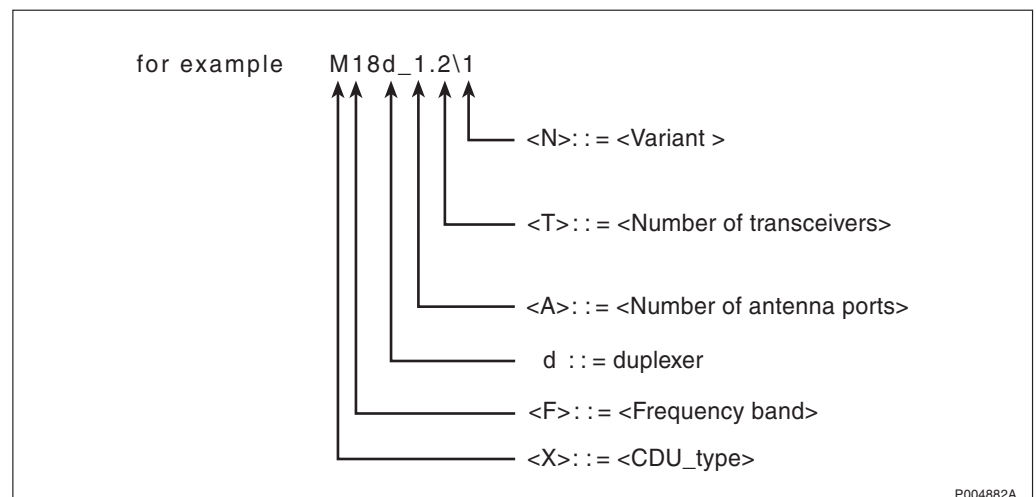 for example M18d_1.2\1
<N>::= <Variant >
<T>::= <Number of transceivers>
<A>::= <Number of antenna ports>
d ::= duplexer
<F>::= <Frequency band>
<X>::= <CDU_type>
P004882A